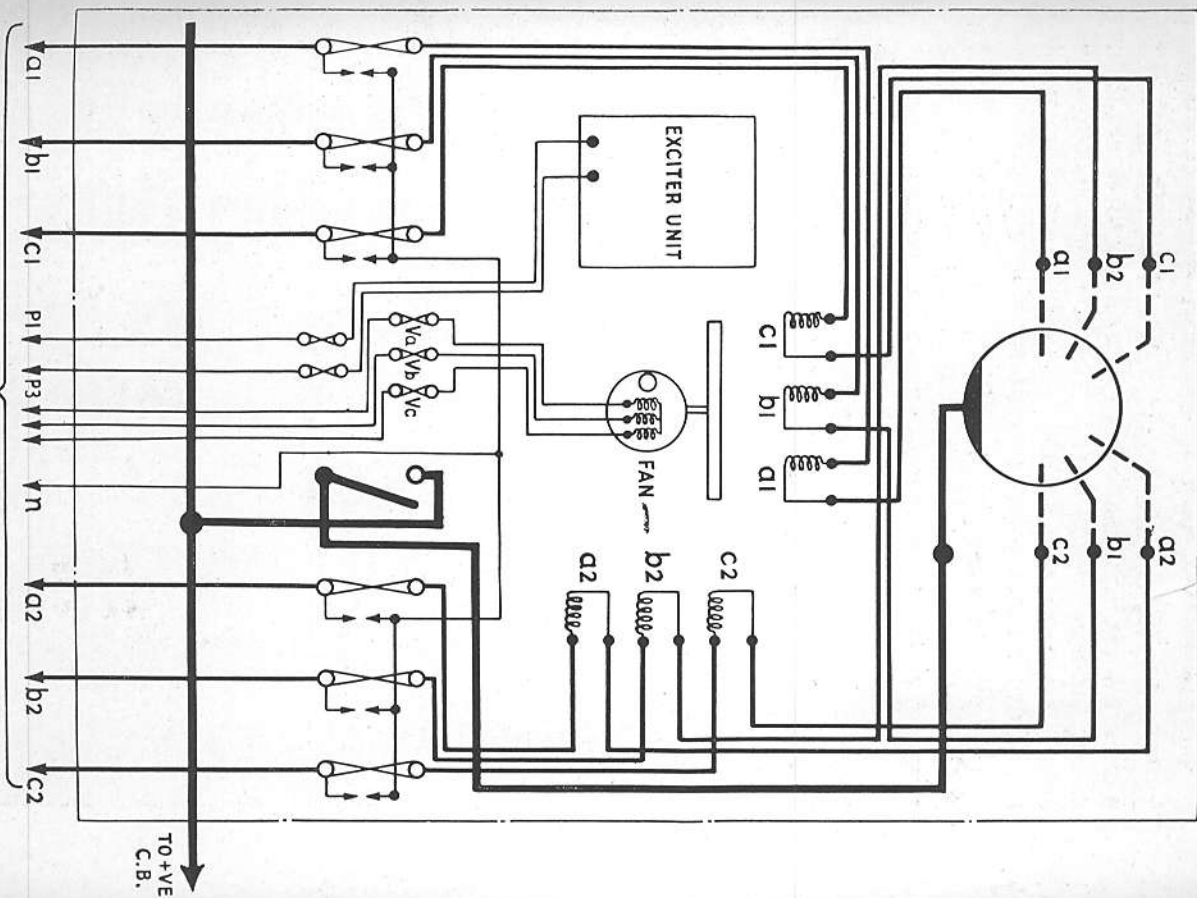 a1
b1
c1
P1
P3
n
a2
b2
c2
EXCITER UNIT
Va
Vb
Vc
FAN
c1
b1
a1
a2
b2
c2
a1
b2
c1
c2
b1
a2
TO +VE
C.B.